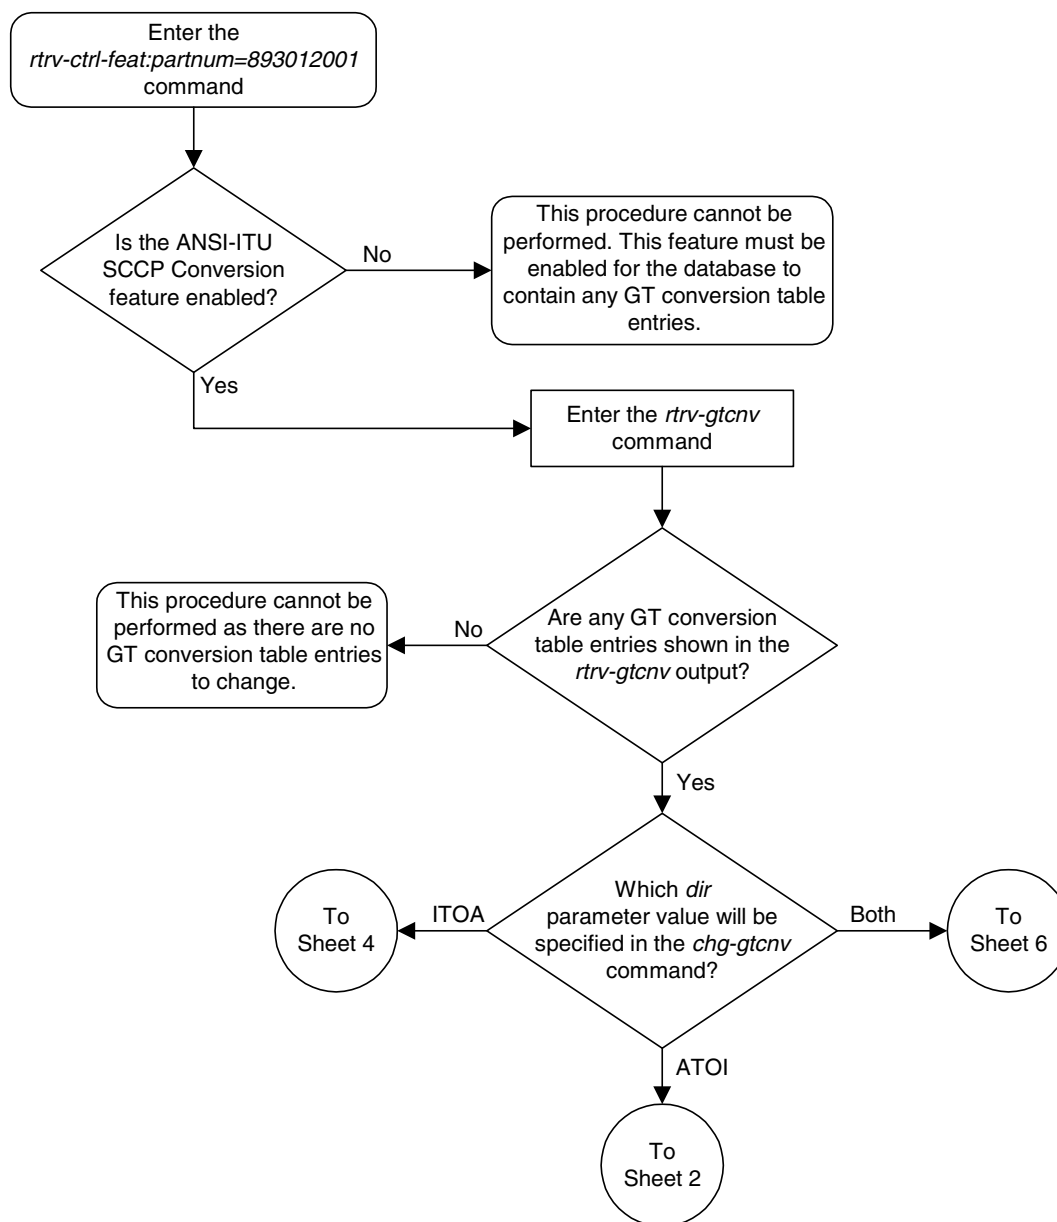 Enter the
rtrv-ctrl-feat:partnum=893012001
command
Is the ANSI-ITU
SCCP Conversion
feature enabled?
No
This procedure cannot be
performed. This feature must be
enabled for the database to
contain any GT conversion table
entries.
Yes
Enter the rtrv-gtcnv
command
Are any GT conversion
table entries shown in the
rtrv-gtcnv output?
No
This procedure cannot be
performed as there are no
GT conversion table entries
to change.
Yes
Which dir
parameter value will be
specified in the chg-gtcnv
command?
ITOA
To
Sheet 4
Both
To
Sheet 6
ATOI
To
Sheet 2